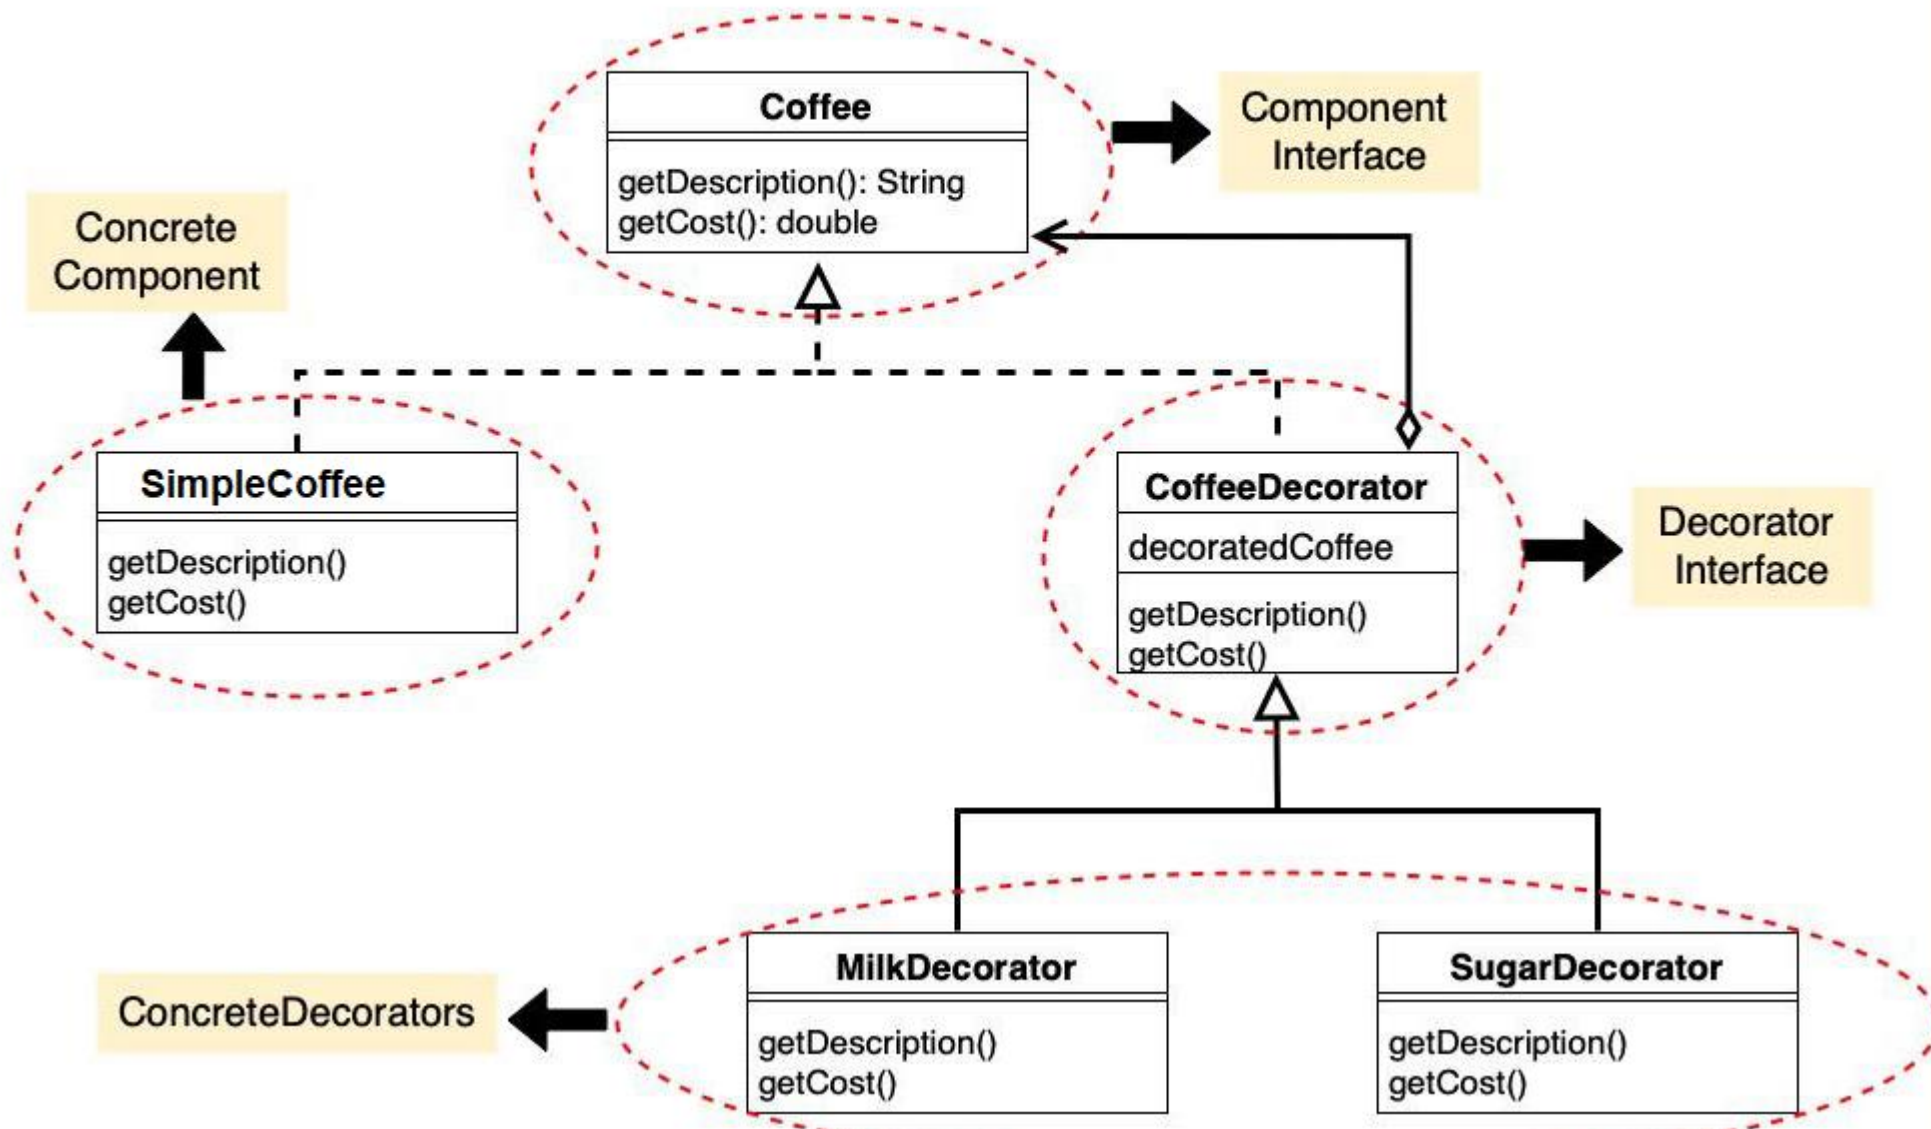 Coffee
getDescription(): String
getCost(): double
Component
Interface
Concrete
Component
SimpleCoffee
getDescription()
getCost()
CoffeeDecorator
decoratedCoffee
getDescription()
getCost()
Decorator
Interface
ConcreteDecorators
MilkDecorator
getDescription()
getCost()
SugarDecorator
getDescription()
getCost()